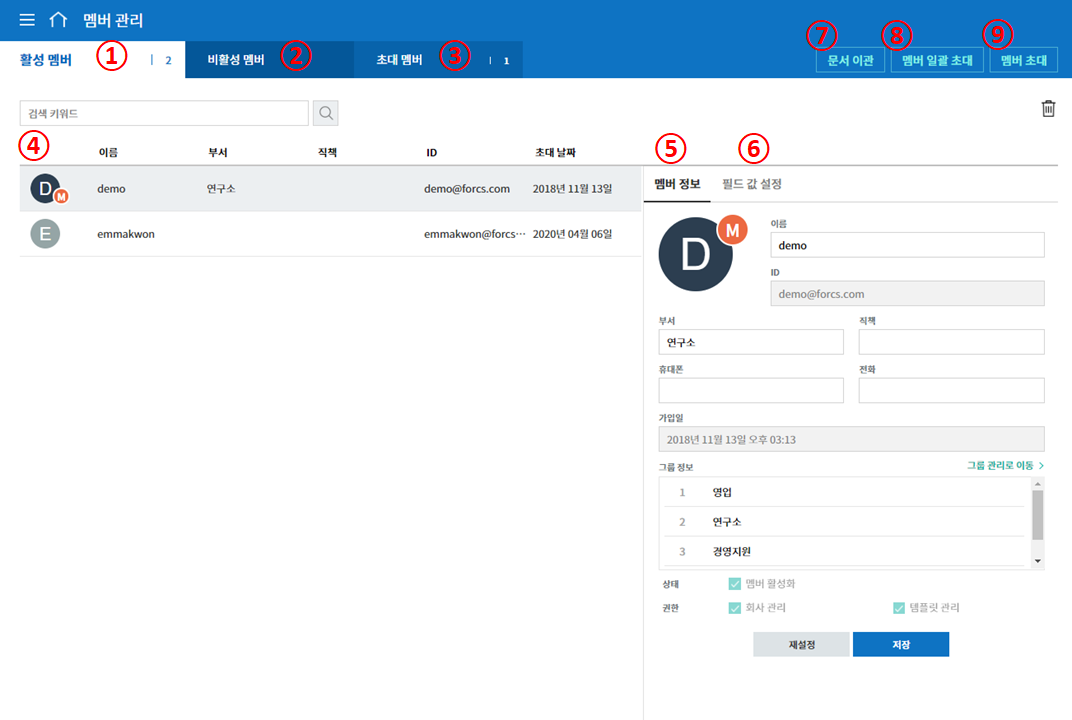 멤버 관리
활성 멤버 ① | 2 비활성 멤버 ② 초대 멤버 ③ | 1
⑦ ⑧ ⑨
문서 이관 멤버 일괄 초대 멤버 초대
검색 키워드
④ 이름 부서 직책 ID 초대 날짜
D M demo 연구소 demo@forcs.com 2018년 11월 13일
E emmakwon emmakwon@forcs··· 2020년 04월 06일
⑤ ⑥
멤버 정보 필드 값 설정
D M
이름
demo
ID
demo@forcs.com
부서 직책
연구소
휴대폰 전화
가입일
2018년 11월 13일 오후 03:13
그룹 정보 그룹 관리로 이동 >
1 영업
2 연구소
3 경영지원
상태 멤버 활성화
권한 회사 관리 템플릿 관리
재설정 저장